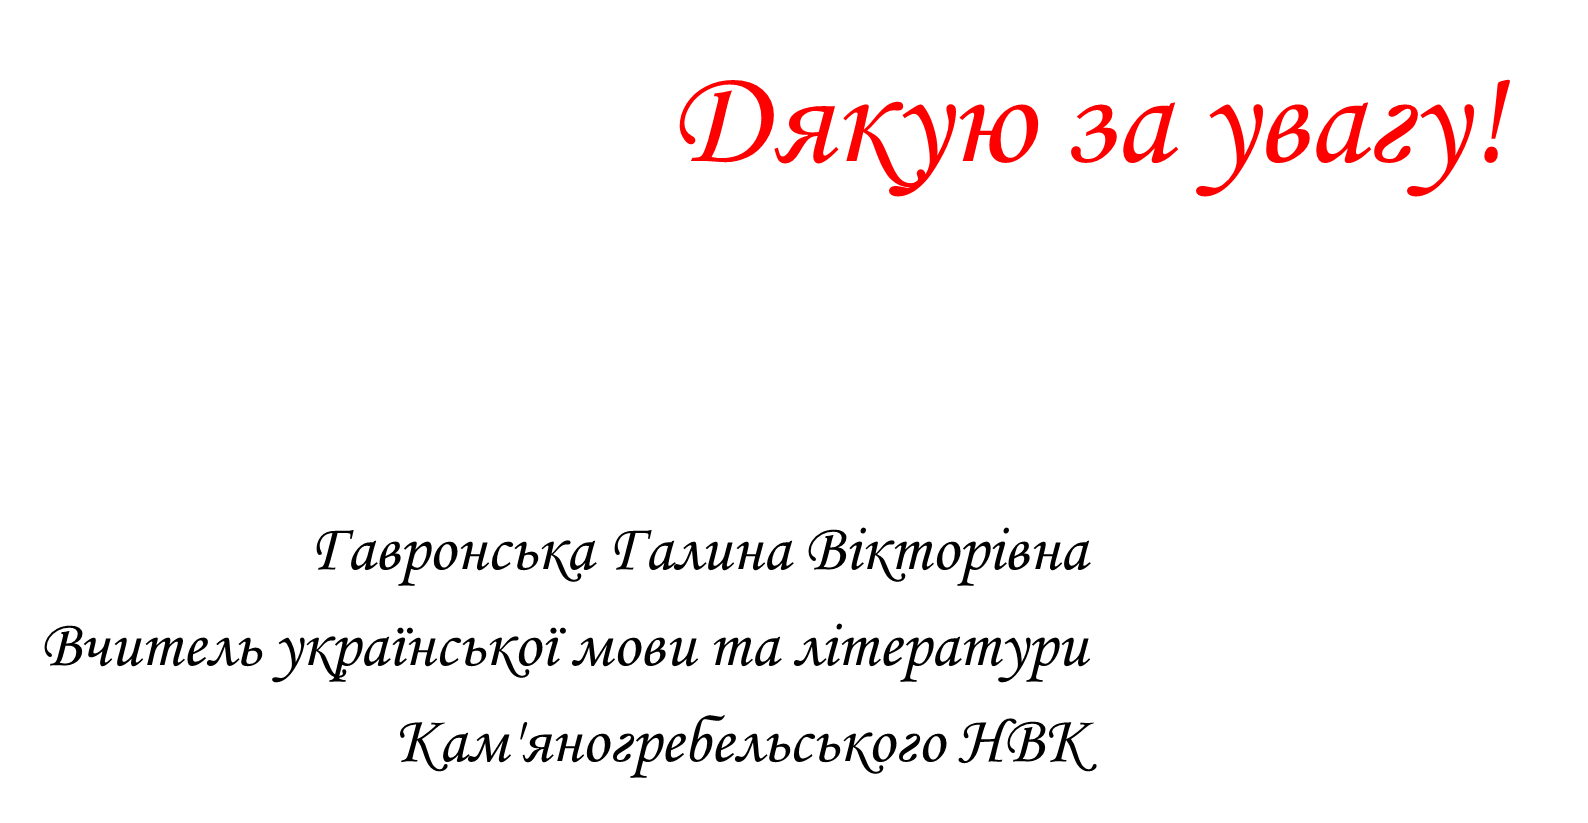 Дякую за увагу!
Гавронська Галина Вікторівна
Вчитель української мови та літератури
Кам'яногребельського НВК